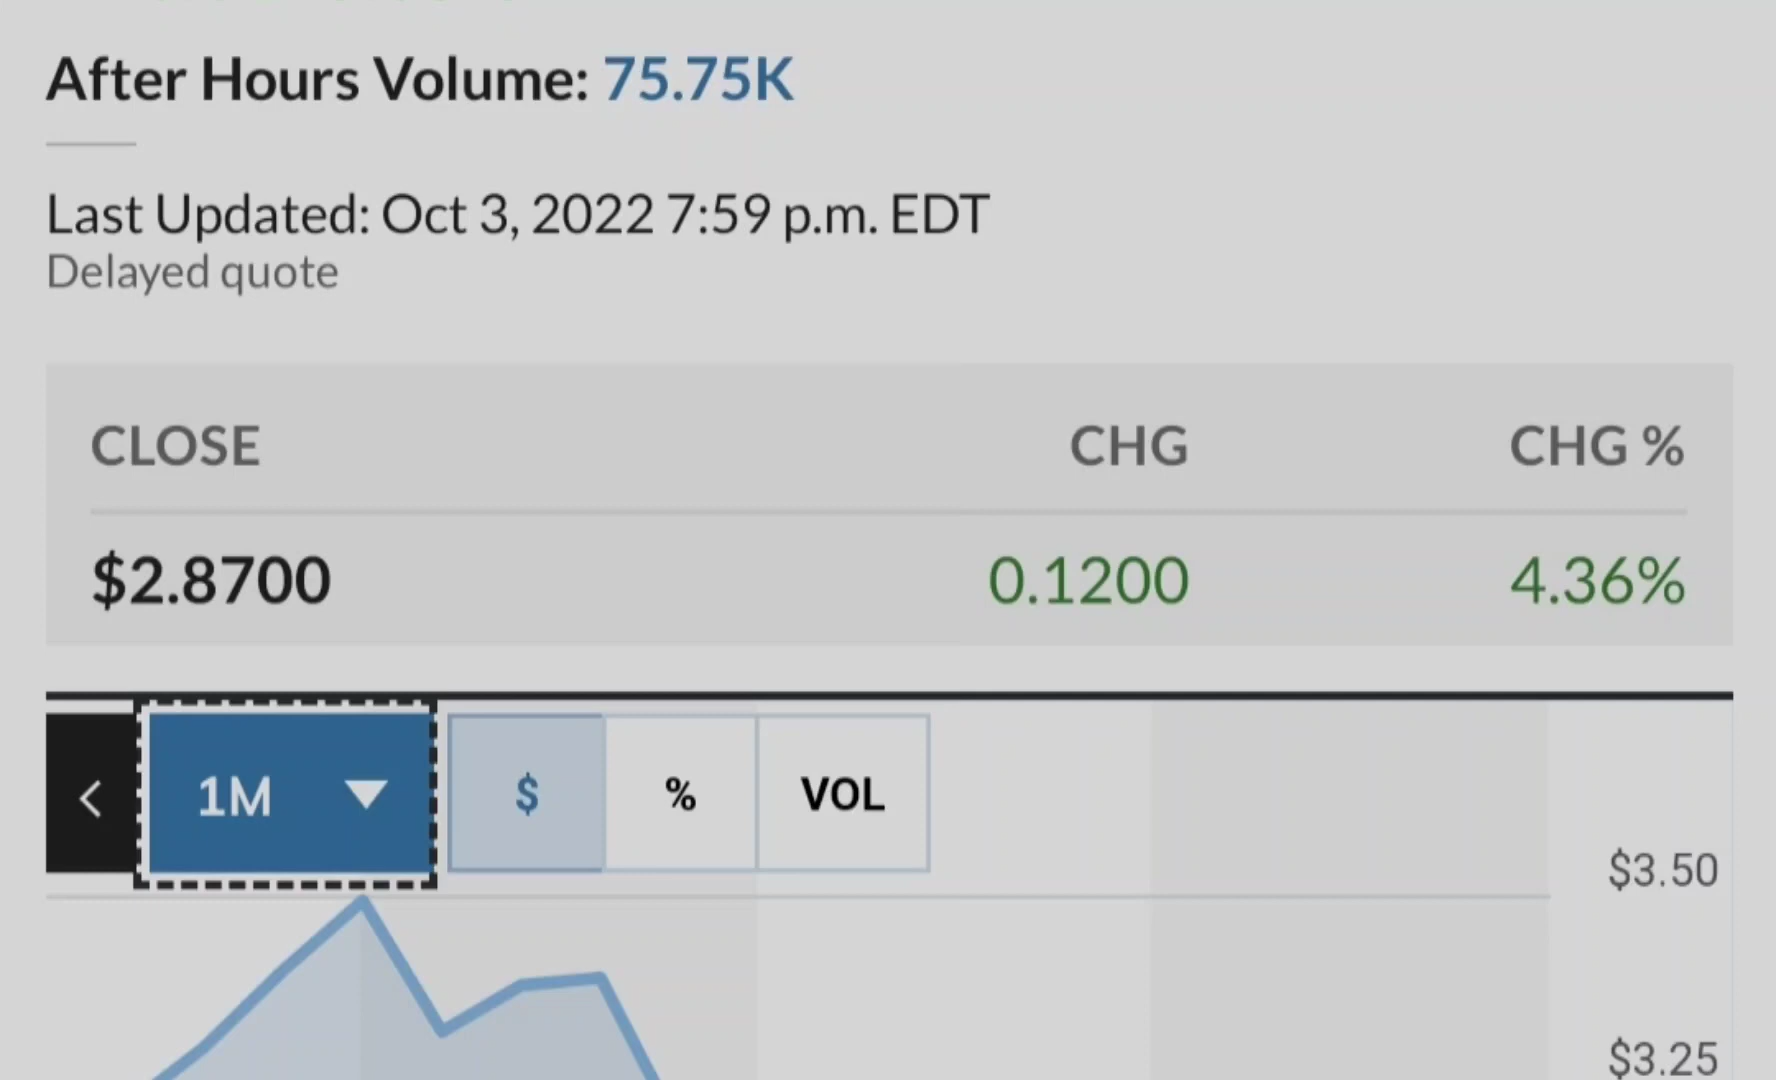 After Hours Volume: 75.75K
Last Updated: Oct 3, 2022 7:59 p.m. EDT
Delayed quote
CLOSE CHG CHG %
$2.8700 0.1200 4.36%
1M $ % VOL
$3.50
$3.25